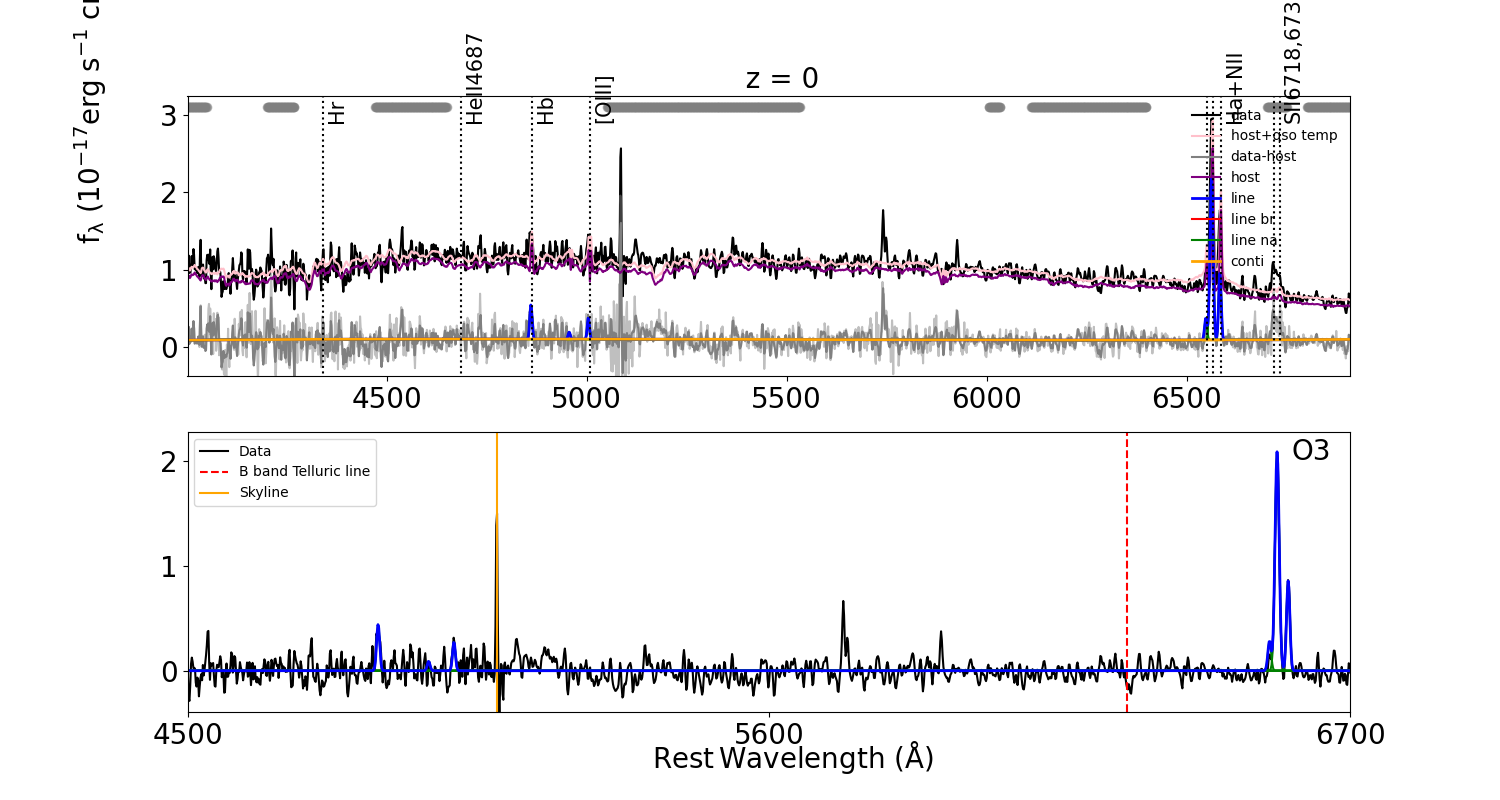 z = 0
fλ (10⁻¹⁷erg s⁻¹ c
Hr
HeII4687
Hb
[OIII]
Ha+NII
SII6718,673
3
2
1
0
data
host+qso temp
data-host
host
line
line br
line na
conti
4500
5000
5500
6000
6500
2
1
0
Data
B band Telluric line
Skyline
O3
4500
5600
6700
Rest Wavelength (Å)